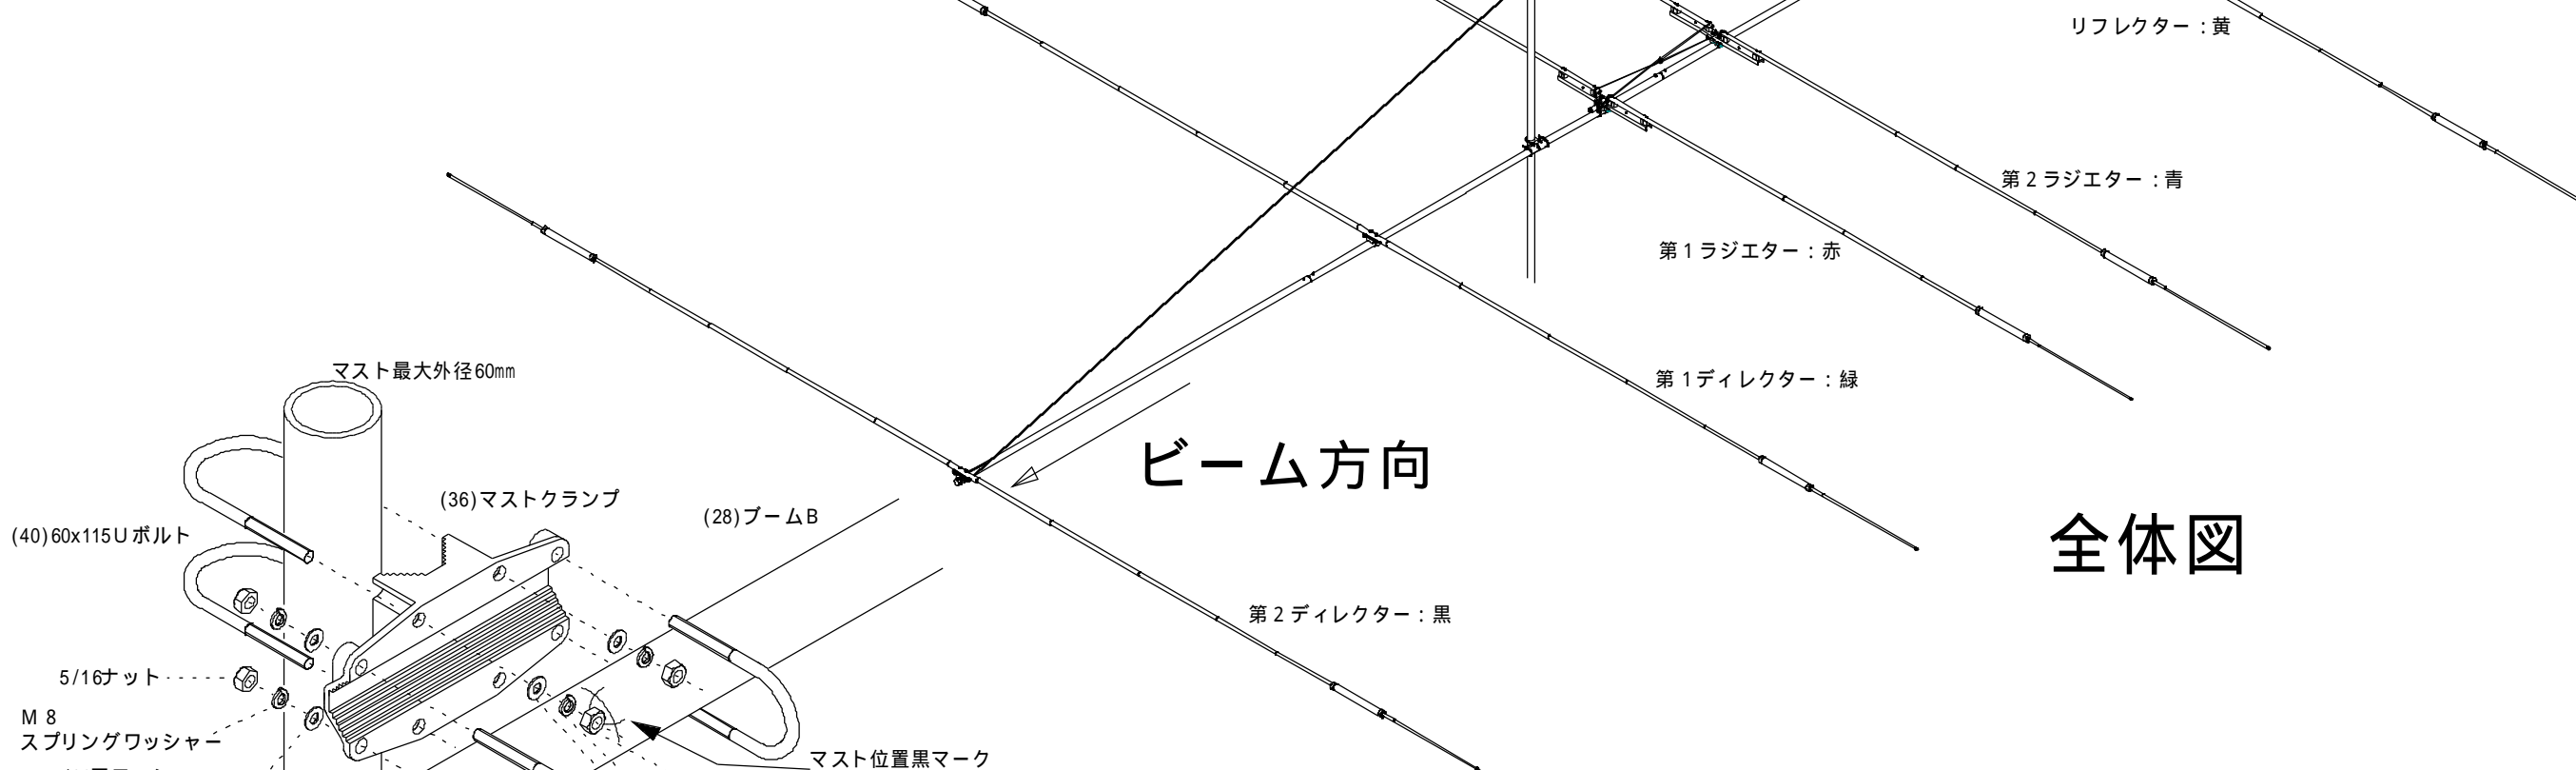 リフレクター：黄
第2ラジエター：青
第1ラジエター：赤
マスト最大外径60mm
第1ディレクター：緑
ビーム方向
(36)マストクランプ
(28)ブームB
(40)60x115Uボルト
全体図
第2ディレクター：黒
5/16ナット
M8
スプリングワッシャー
マスト位置黒マーク